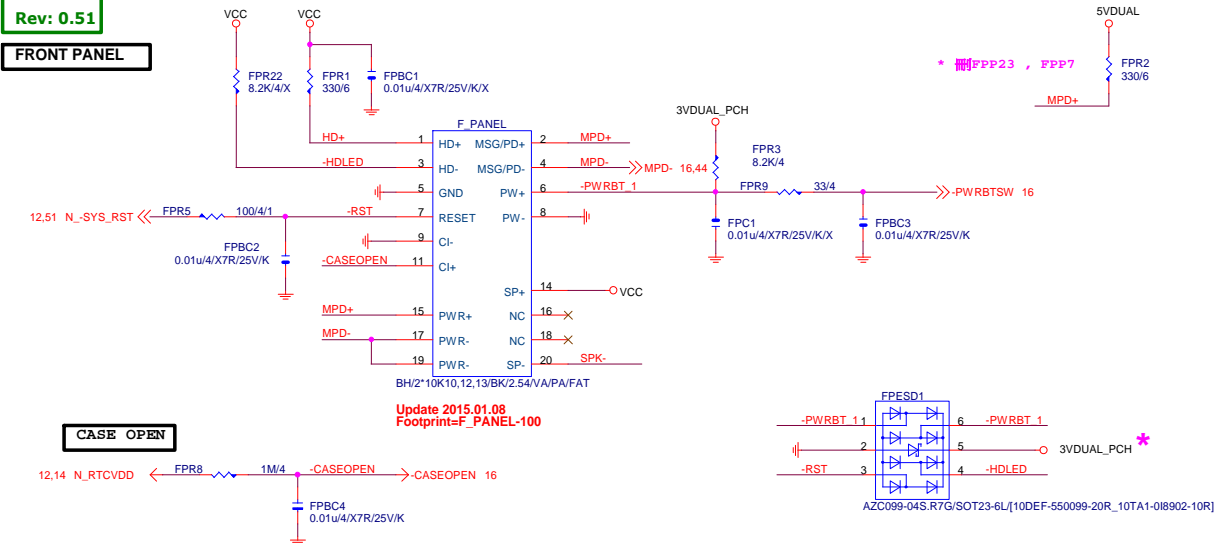 Rev: 0.51
FRONT PANEL
VCC
VCC
5VDUAL
FPR22
8.2K/4/X
FPR1
330/6
FPBC1
0.01u/4/X7R/25V/K/X
* 刪FPP23 , FPP7
FPR2
330/6
MPD+
3VDUAL_PCH
F_PANEL
HD+
1
HD+
MSG/PD+
2
MPD+
-HDLED
3
HD-
MSG/PD-
4
MPD-
MPD- 16,44
FPR3
8.2K/4
5
GND
PW+
6
-PWRBT_1
FPR9
33/4
-PWRBTSW 16
12,51 N_-SYS_RST
FPR5
100/4/1
-RST
7
RESET
PW-
8
FPC1
0.01u/4/X7R/25V/K/X
FPBC3
0.01u/4/X7R/25V/K
FPBC2
0.01u/4/X7R/25V/K
9
CI-
-CASEOPEN
11
CI+
SP+
14
VCC
MPD+
15
PWR+
NC
16
MPD-
17
PWR-
NC
18
19
PWR-
SP-
20
SPK-
BH/2*10K10,12,13/BK/2.54/VA/PA/FAT
Update 2015.01.08
Footprint=F_PANEL-100
CASE OPEN
12,14 N_RTCVDD
FPR8
1M/4
-CASEOPEN
-CASEOPEN 16
FPBC4
0.01u/4/X7R/25V/K
FPESD1
-PWRBT_1
1
6
-PWRBT_1
2
5
3VDUAL_PCH
*
-RST
3
4
-HDLED
AZC099-04S.R7G/SOT23-6L/[10DEF-550099-20R_10TA1-0I8902-10R]